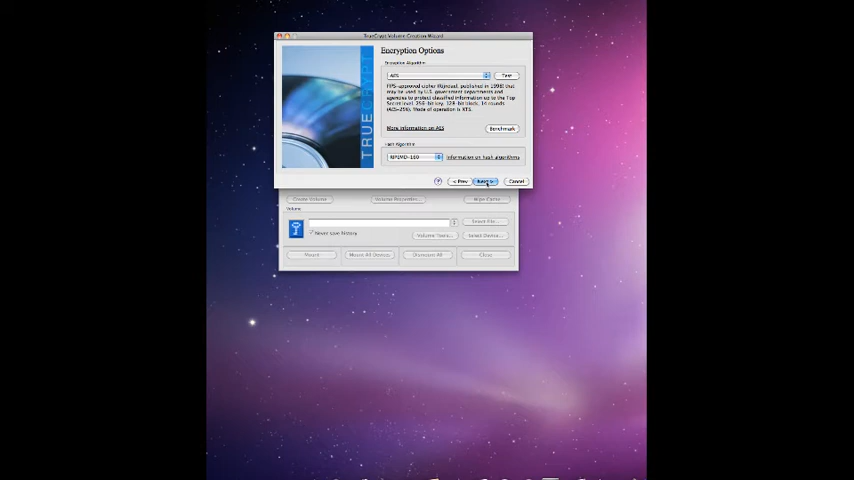 TrueCrypt Volume Creation Wizard
Encryption Options
Encryption Algorithm
AES
Test
FIPS-approved cipher (Rijndael, published in 1998) that
may be used by U.S. government departments and
agencies to protect classified information up to the Top
Secret level. 256-bit key, 128-bit block, 14 rounds
(AES-256). Mode of operation is XTS.
More information on AES
Benchmark
Hash Algorithm
RIPEMD-160
Information on hash algorithms
TRUECRYPT
? < Prev Next > Cancel
Create Volume Volume Properties... Wipe Cache
Volume
Select File...
Never save history
Volume Tools... Select Device...
Mount Mount All Devices Dismount All Close